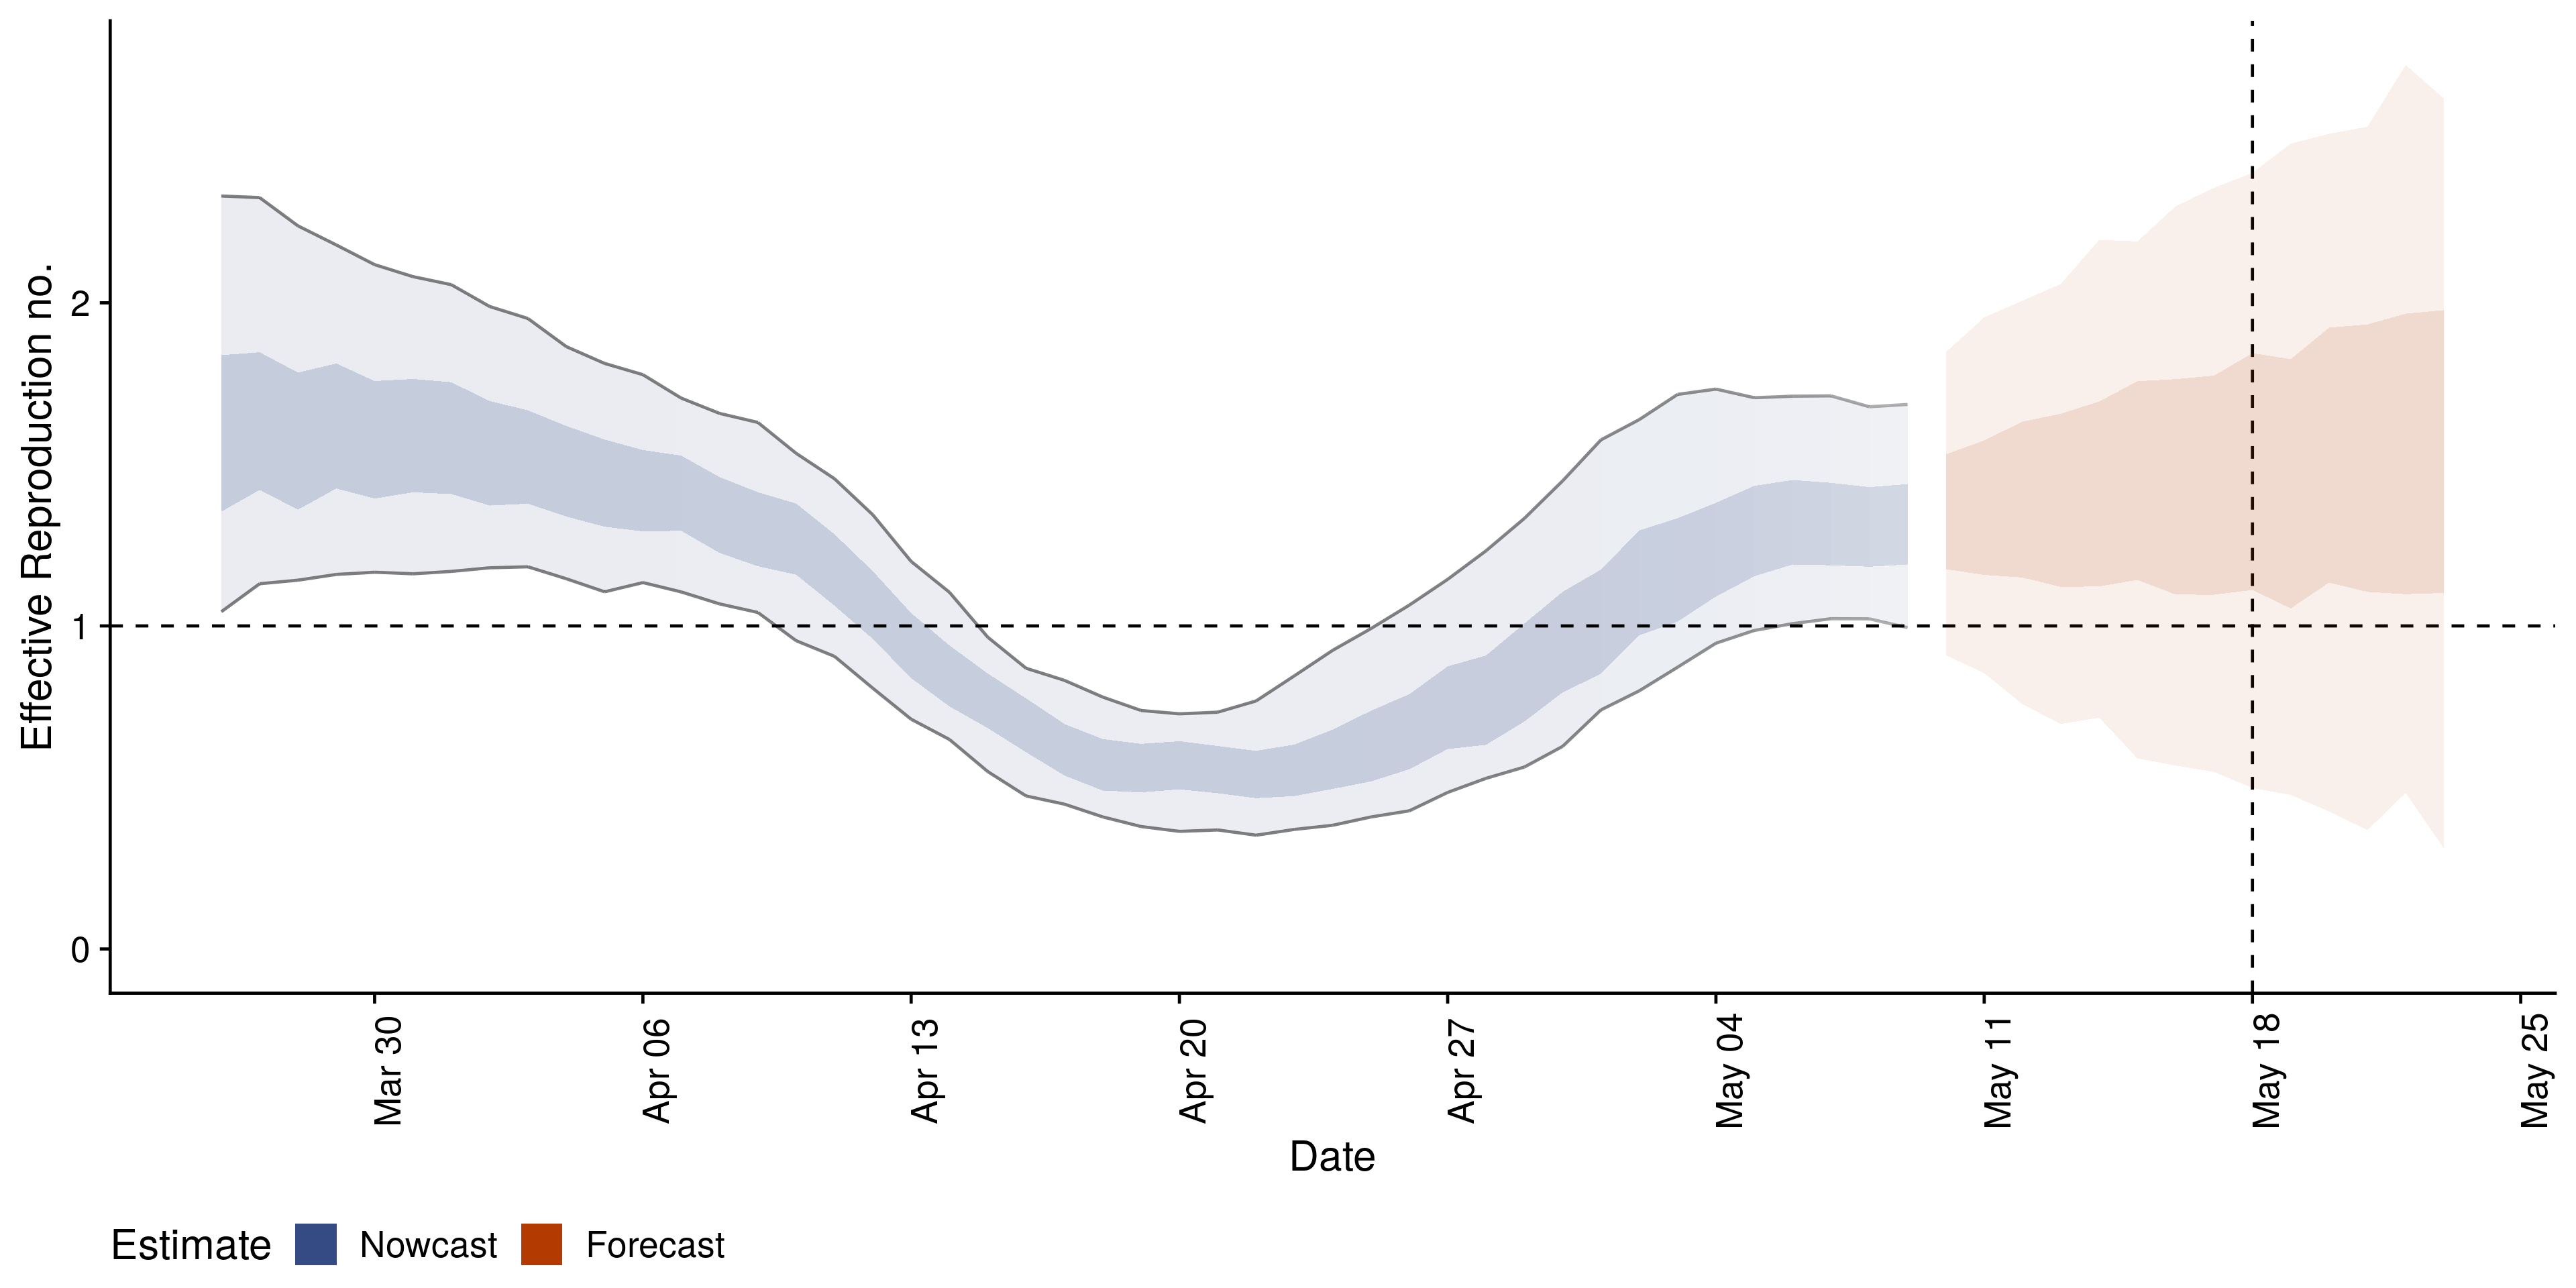 Effective Reproduction no.
2
1
0
Mar 30
Apr 06
Apr 13
Apr 20
Apr 27
May 04
May 11
May 18
May 25
Date
Estimate Nowcast Forecast